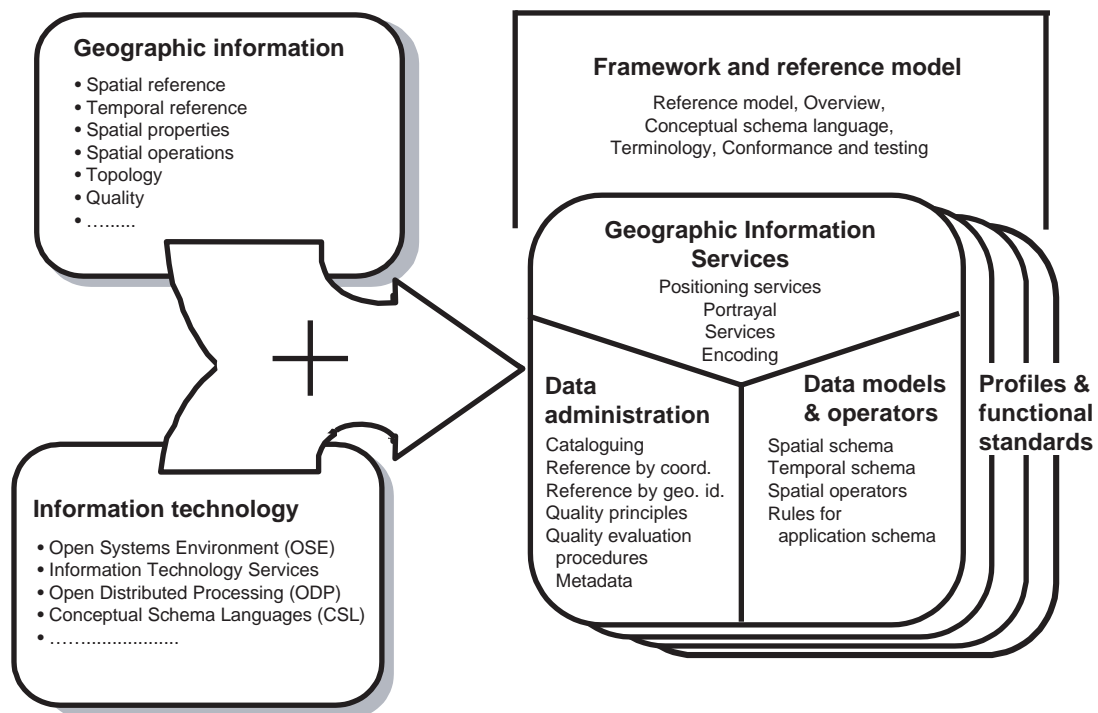 Geographic information
• Spatial reference
• Temporal reference
• Spatial properties
• Spatial operations
• Topology
• Quality
• ….......
Information technology
• Open Systems Environment (OSE)
• Information Technology Services
• Open Distributed Processing (ODP)
• Conceptual Schema Languages (CSL)
• ……...................
+
Framework and reference model
Reference model, Overview,
Conceptual schema language,
Terminology, Conformance and testing
Geographic Information
Services
Positioning services
Portrayal
Services
Encoding
Data
administration
Cataloguing
Reference by coord.
Reference by geo. id.
Quality principles
Quality evaluation
procedures
Metadata
Data models
& operators
Spatial schema
Temporal schema
Spatial operators
Rules for
application schema
Profiles &
functional
standards